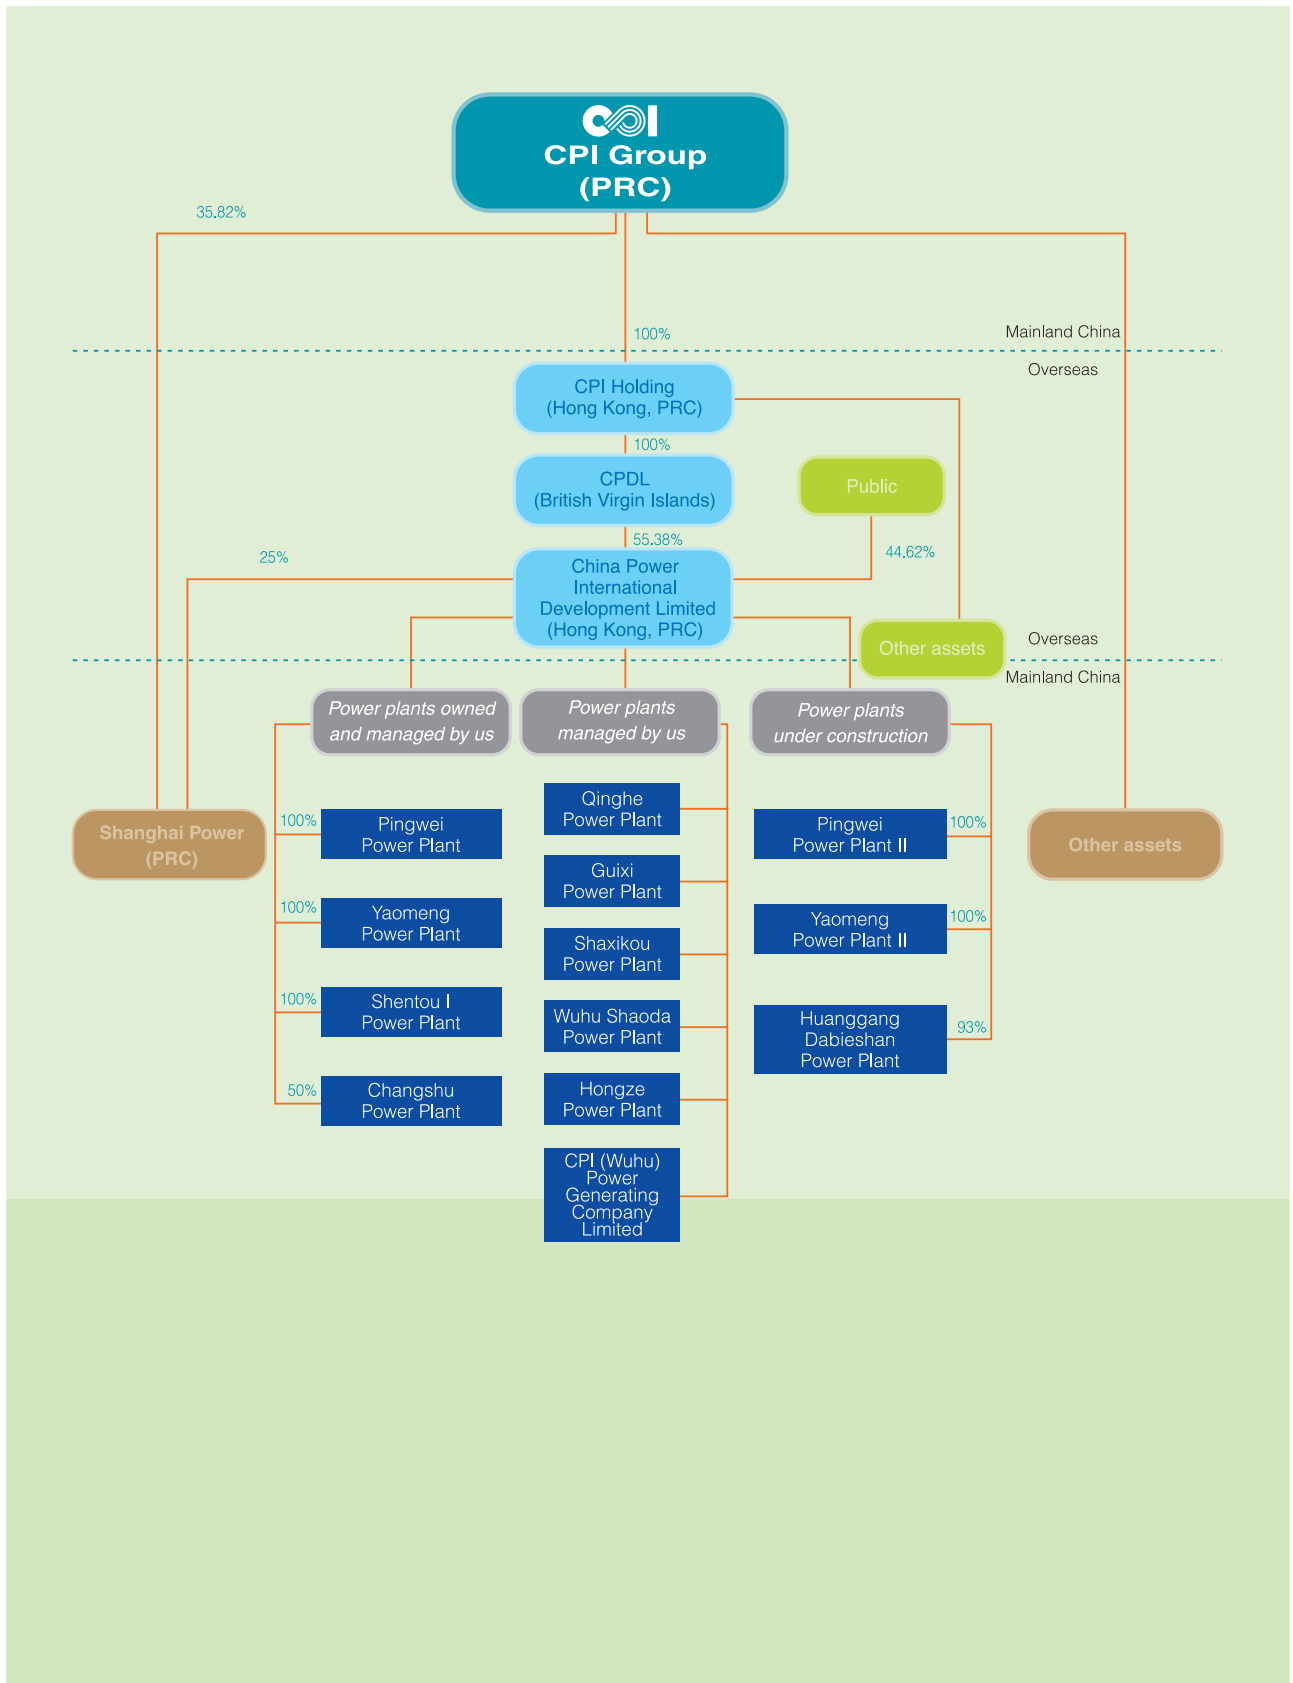 CPI
CPI Group
(PRC)
35.82%
100%
Mainland China
Overseas
CPI Holding
(Hong Kong, PRC)
100%
CPDL
(British Virgin Islands)
Public
55.38%
44.62%
25%
China Power
International
Development Limited
(Hong Kong, PRC)
Other assets
Overseas
Mainland China
Power plants owned
and managed by us
Power plants
managed by us
Power plants
under construction
Shanghai Power
(PRC)
100%
Pingwei
Power Plant
100%
Yaomeng
Power Plant
100%
Shentou I
Power Plant
50%
Changshu
Power Plant
Qinghe
Power Plant
Guixi
Power Plant
Shaxikou
Power Plant
Wuhu Shaoda
Power Plant
Hongze
Power Plant
CPI (Wuhu)
Power
Generating
Company
Limited
Pingwei
Power Plant II
100%
Yaomeng
Power Plant II
100%
Huanggang
Dabieshan
Power Plant
93%
Other assets